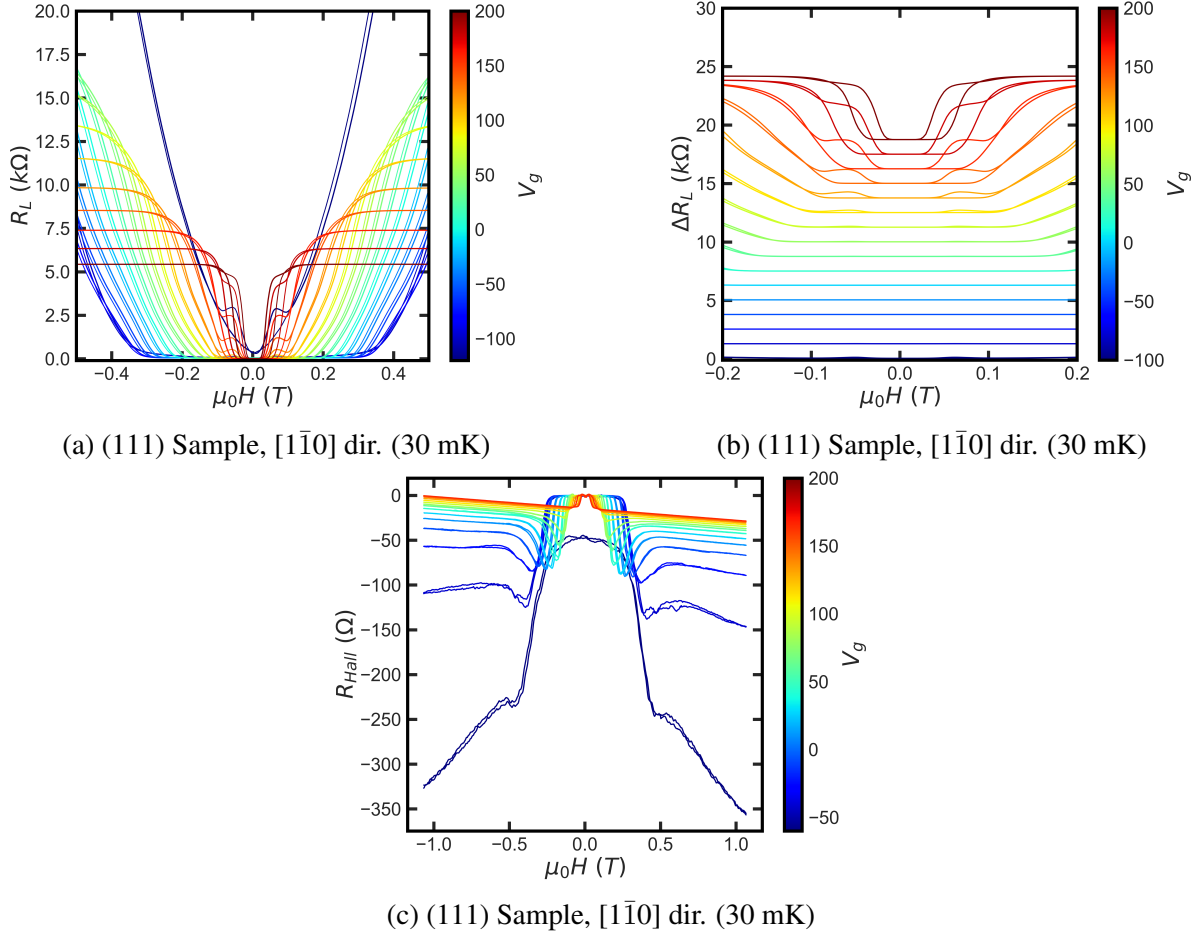 20.0
17.5
15.0
12.5
10.0
7.5
5.0
2.5
0.0
R_L (kΩ)
−0.4 −0.2 0.0 0.2 0.4
μ₀H (T)
200
150
100
50
0
−50
−100
V_g
(a) (111) Sample, [11̄0] dir. (30 mK)
30
25
20
15
10
5
0
ΔR_L (kΩ)
−0.2 −0.1 0.0 0.1 0.2
μ₀H (T)
200
150
100
50
0
−50
−100
V_g
(b) (111) Sample, [11̄0] dir. (30 mK)
0
−50
−100
−150
−200
−250
−300
−350
R_Hall (Ω)
−1.0 −0.5 0.0 0.5 1.0
μ₀H (T)
200
150
100
50
0
−50
V_g
(c) (111) Sample, [11̄0] dir. (30 mK)